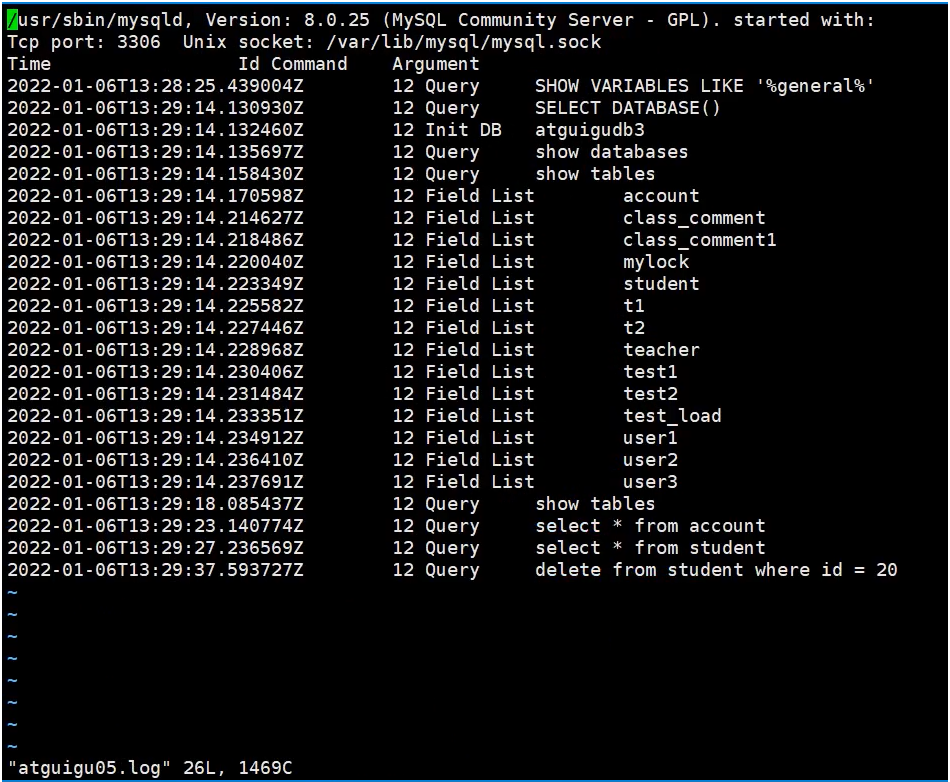 /usr/sbin/mysqld, Version: 8.0.25 (MySQL Community Server - GPL). started with:
Tcp port: 3306  Unix socket: /var/lib/mysql/mysql.sock
Time                 Id Command    Argument
2022-01-06T13:28:25.439004Z        12 Query     SHOW VARIABLES LIKE '%general%'
2022-01-06T13:29:14.130930Z        12 Query     SELECT DATABASE()
2022-01-06T13:29:14.132460Z        12 Init DB   atguigudb3
2022-01-06T13:29:14.135697Z        12 Query     show databases
2022-01-06T13:29:14.158430Z        12 Query     show tables
2022-01-06T13:29:14.170598Z        12 Field List        account
2022-01-06T13:29:14.214627Z        12 Field List        class_comment
2022-01-06T13:29:14.218486Z        12 Field List        class_comment1
2022-01-06T13:29:14.220040Z        12 Field List        mylock
2022-01-06T13:29:14.223349Z        12 Field List        student
2022-01-06T13:29:14.225582Z        12 Field List        t1
2022-01-06T13:29:14.227446Z        12 Field List        t2
2022-01-06T13:29:14.228968Z        12 Field List        teacher
2022-01-06T13:29:14.230406Z        12 Field List        test1
2022-01-06T13:29:14.231484Z        12 Field List        test2
2022-01-06T13:29:14.233351Z        12 Field List        test_load
2022-01-06T13:29:14.234912Z        12 Field List        user1
2022-01-06T13:29:14.236410Z        12 Field List        user2
2022-01-06T13:29:14.237691Z        12 Field List        user3
2022-01-06T13:29:18.085437Z        12 Query     show tables
2022-01-06T13:29:23.140774Z        12 Query     select * from account
2022-01-06T13:29:27.236569Z        12 Query     select * from student
2022-01-06T13:29:37.593727Z        12 Query     delete from student where id = 20
~
~
~
~
~
~
~
~
"atguigu05.log" 26L, 1469C